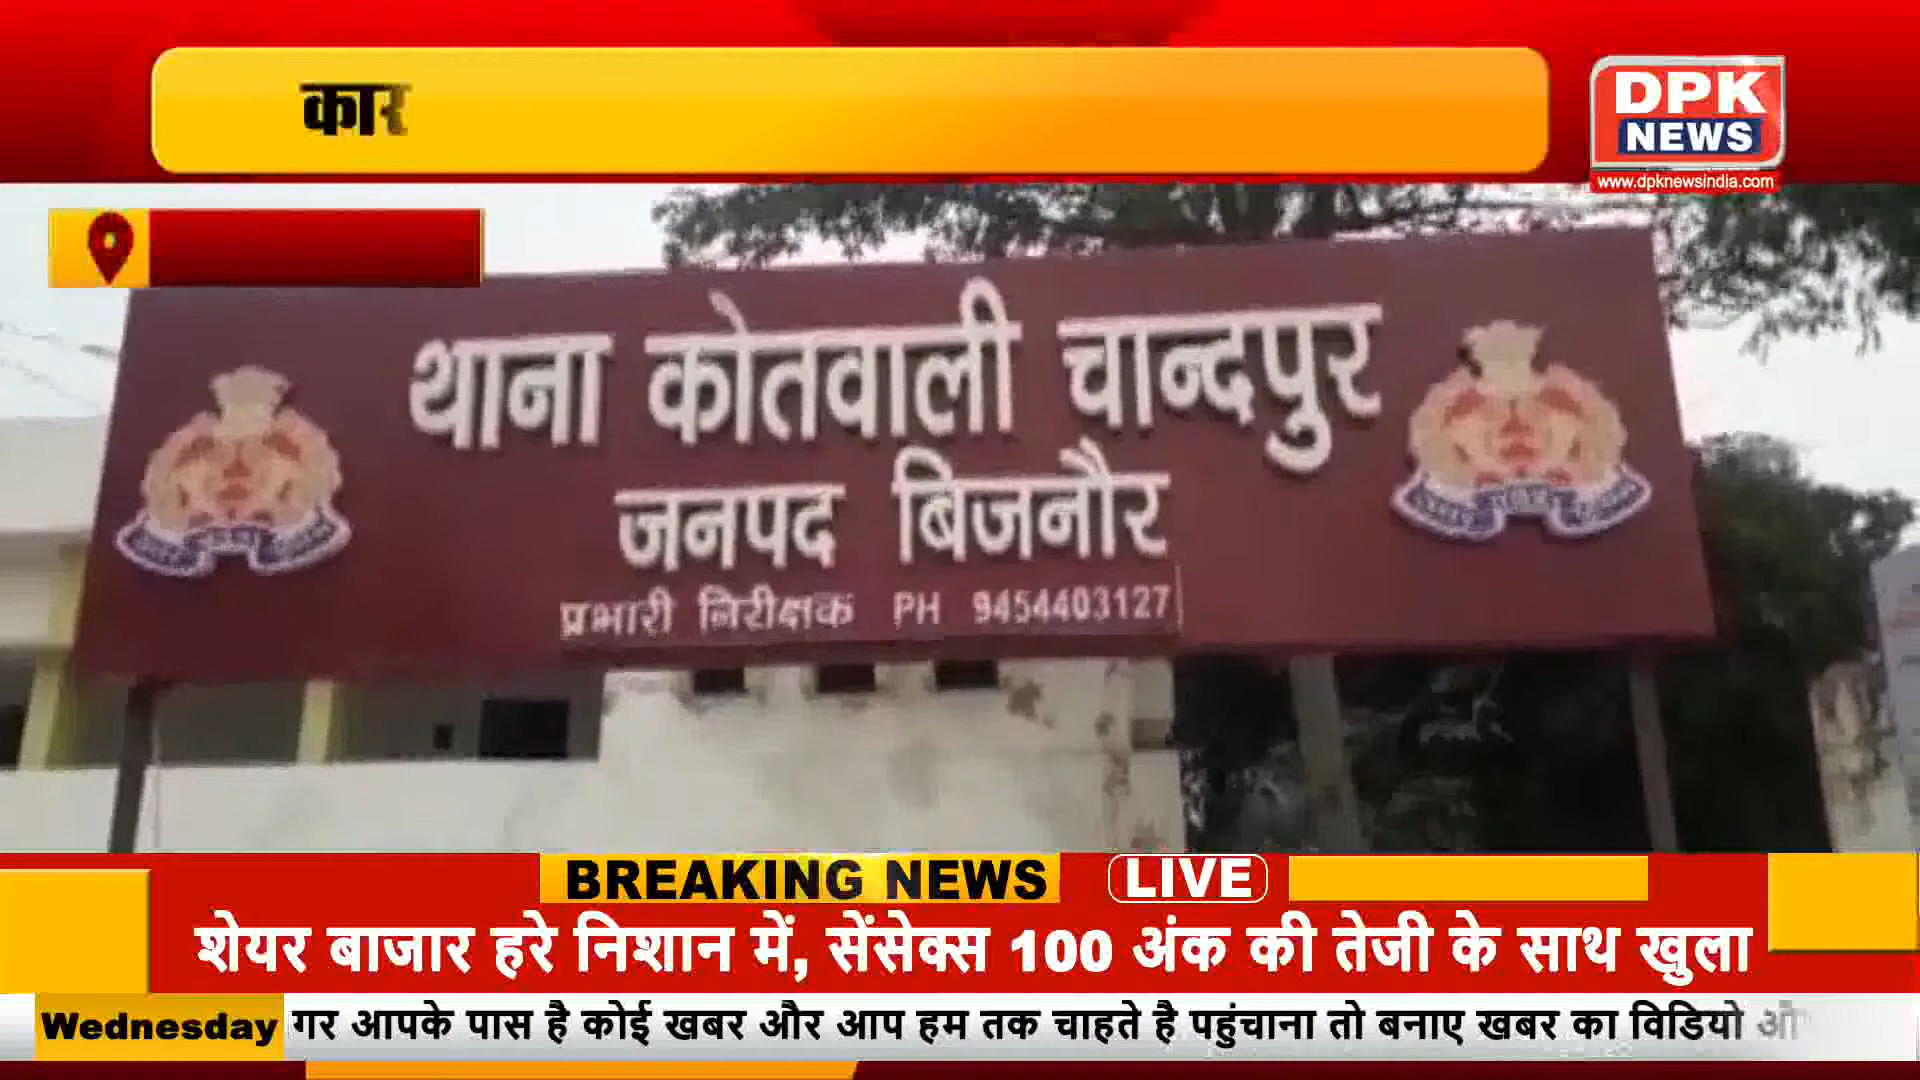 कार
DPK
NEWS
www.dpknewsindia.com
थाना कोतवाली चान्दपुर
जनपद बिजनौर
प्रभारी निरीक्षक PH 9454403127
BREAKING NEWS LIVE
शेयर बाजार हरे निशान में, सेंसेक्स 100 अंक की तेजी के साथ खुला
Wednesday गर आपके पास है कोई खबर और आप हम तक चाहते है पहुंचाना तो बनाए खबर का विडियो